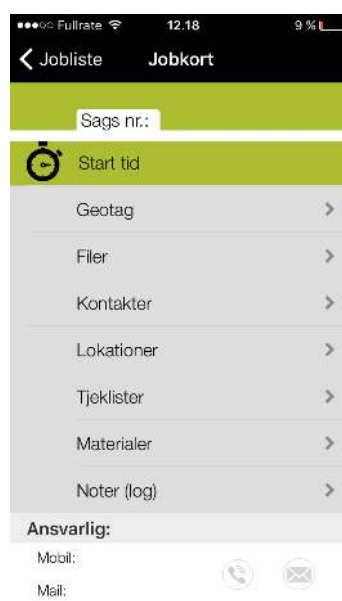 Fullrate 12.18 9 %
Jobliste Jobkort
Sags nr.:
Start tid
Geotag
Filer
Kontakter
Lokationer
Tjeklister
Materialer
Noter (log)
Ansvarlig:
Mobil:
Mail: